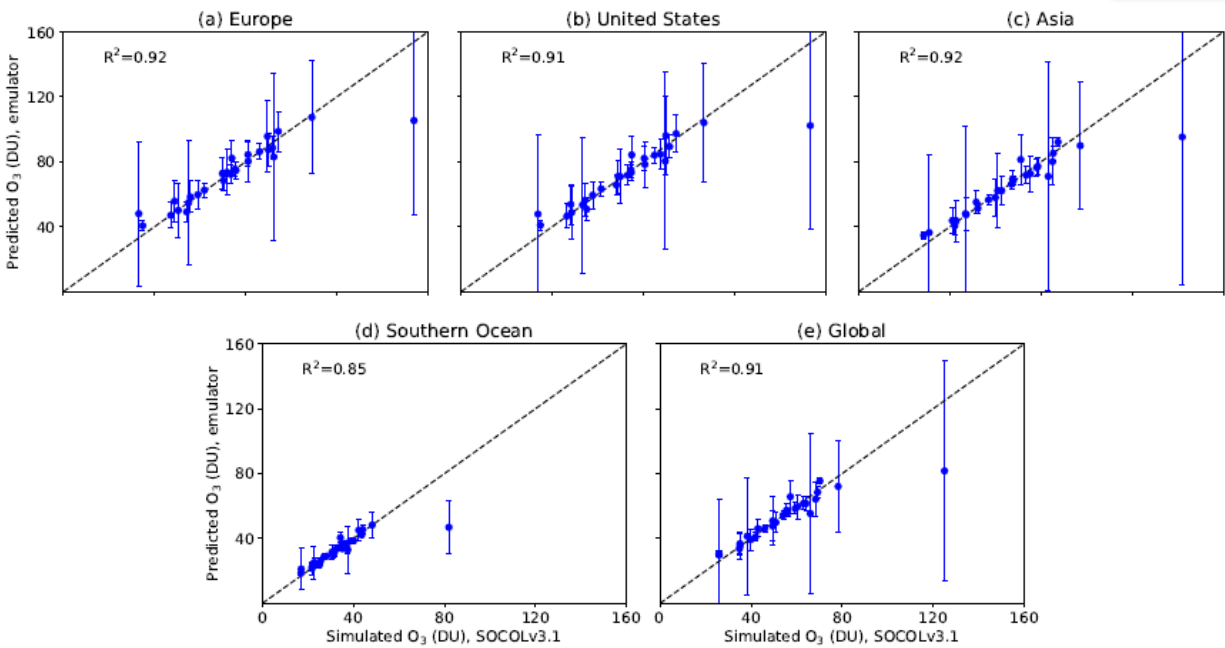 (a) Europe
(b) United States
(c) Asia
Predicted O₃ (DU), emulator
160
120
80
40
R²=0.92
R²=0.91
R²=0.92
(d) Southern Ocean
(e) Global
Predicted O₃ (DU), emulator
160
120
80
40
R²=0.85
R²=0.91
0
40
80
120
160
0
40
80
120
160
Simulated O₃ (DU), SOCOLv3.1
Simulated O₃ (DU), SOCOLv3.1